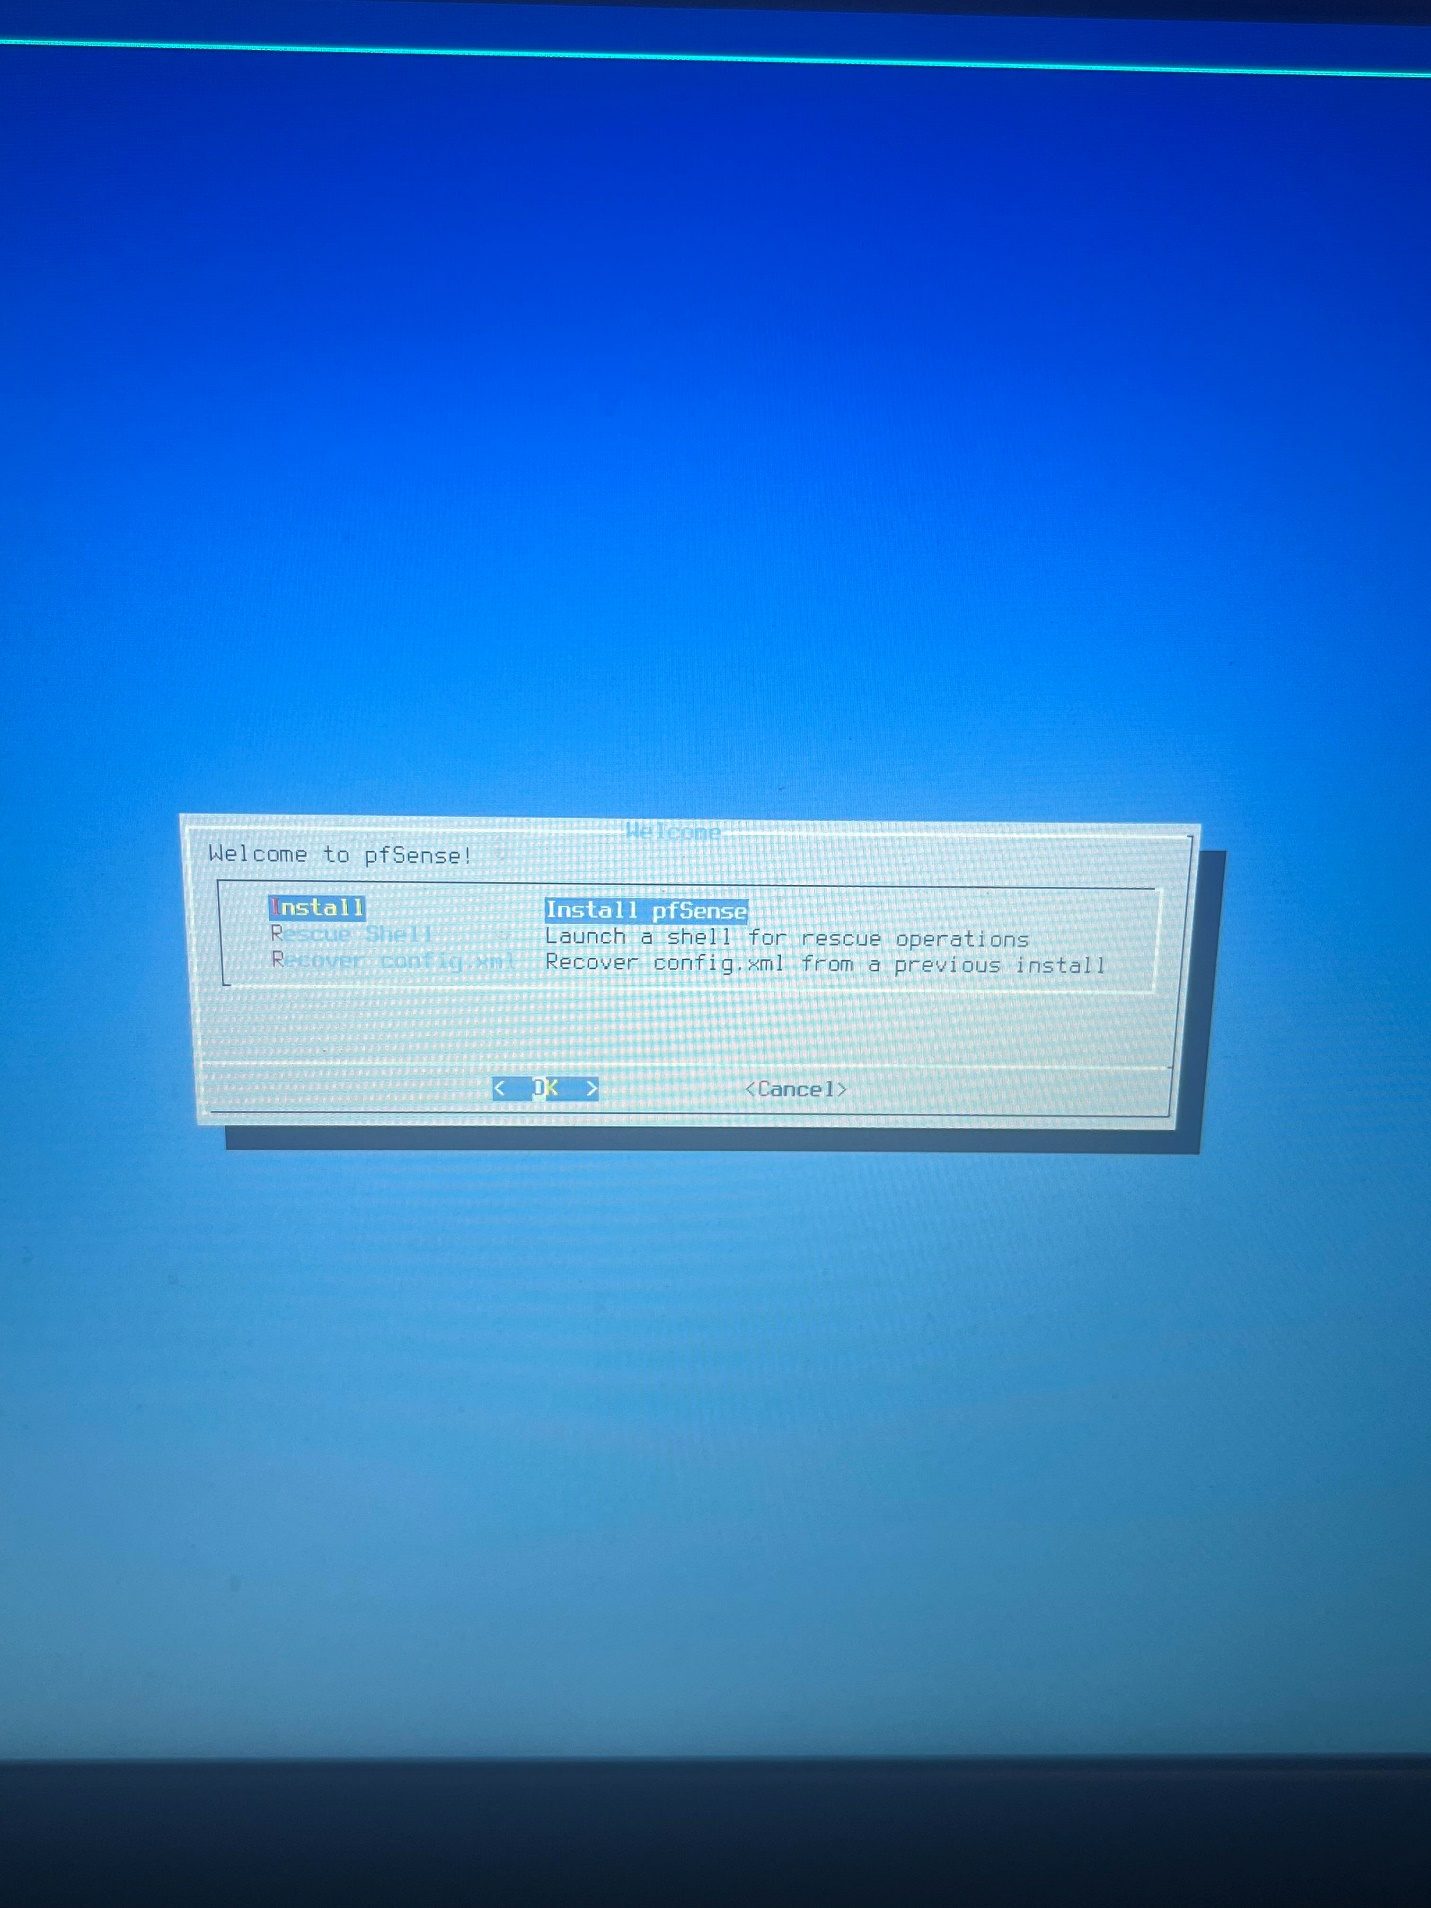 Welcome
Welcome to pfSense!
Install Install pfSense
Rescue Shell Launch a shell for rescue operations
Recover config.xml Recover config.xml from a previous install
< OK > <Cancel>